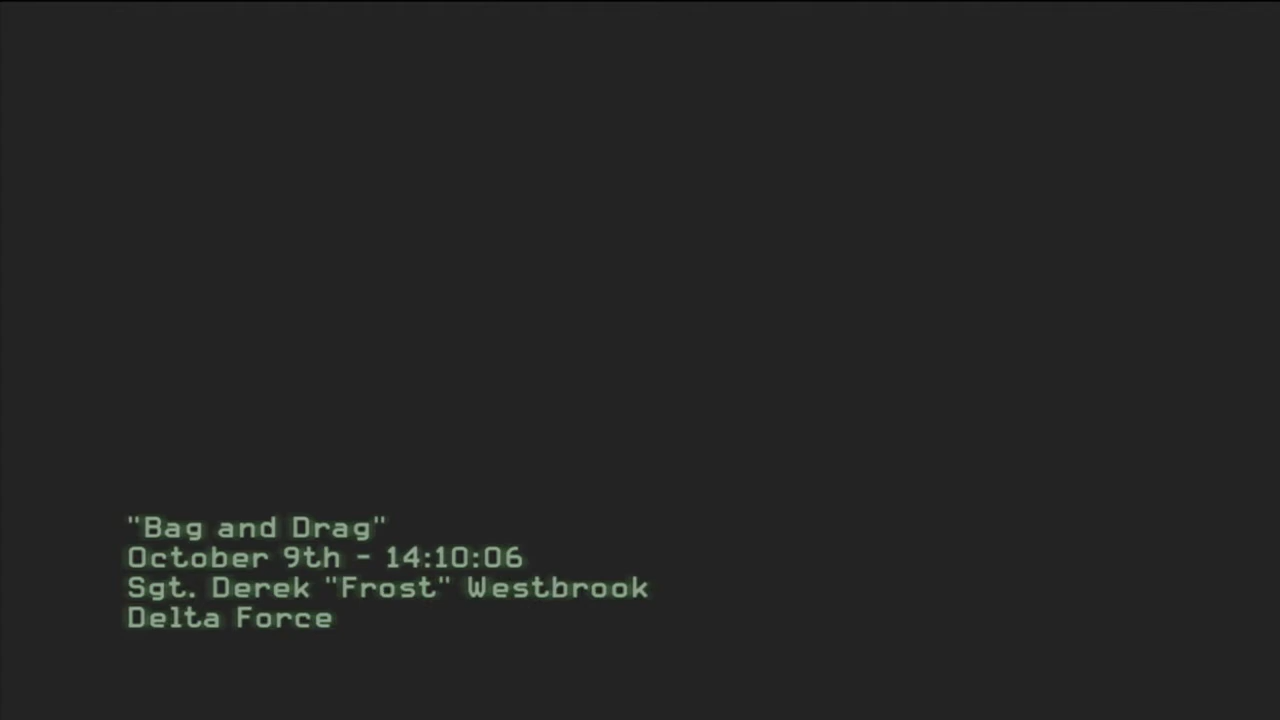 "Bag and Drag"
October 9th - 14:10:06
Sgt. Derek "Frost" Westbrook
Delta Force